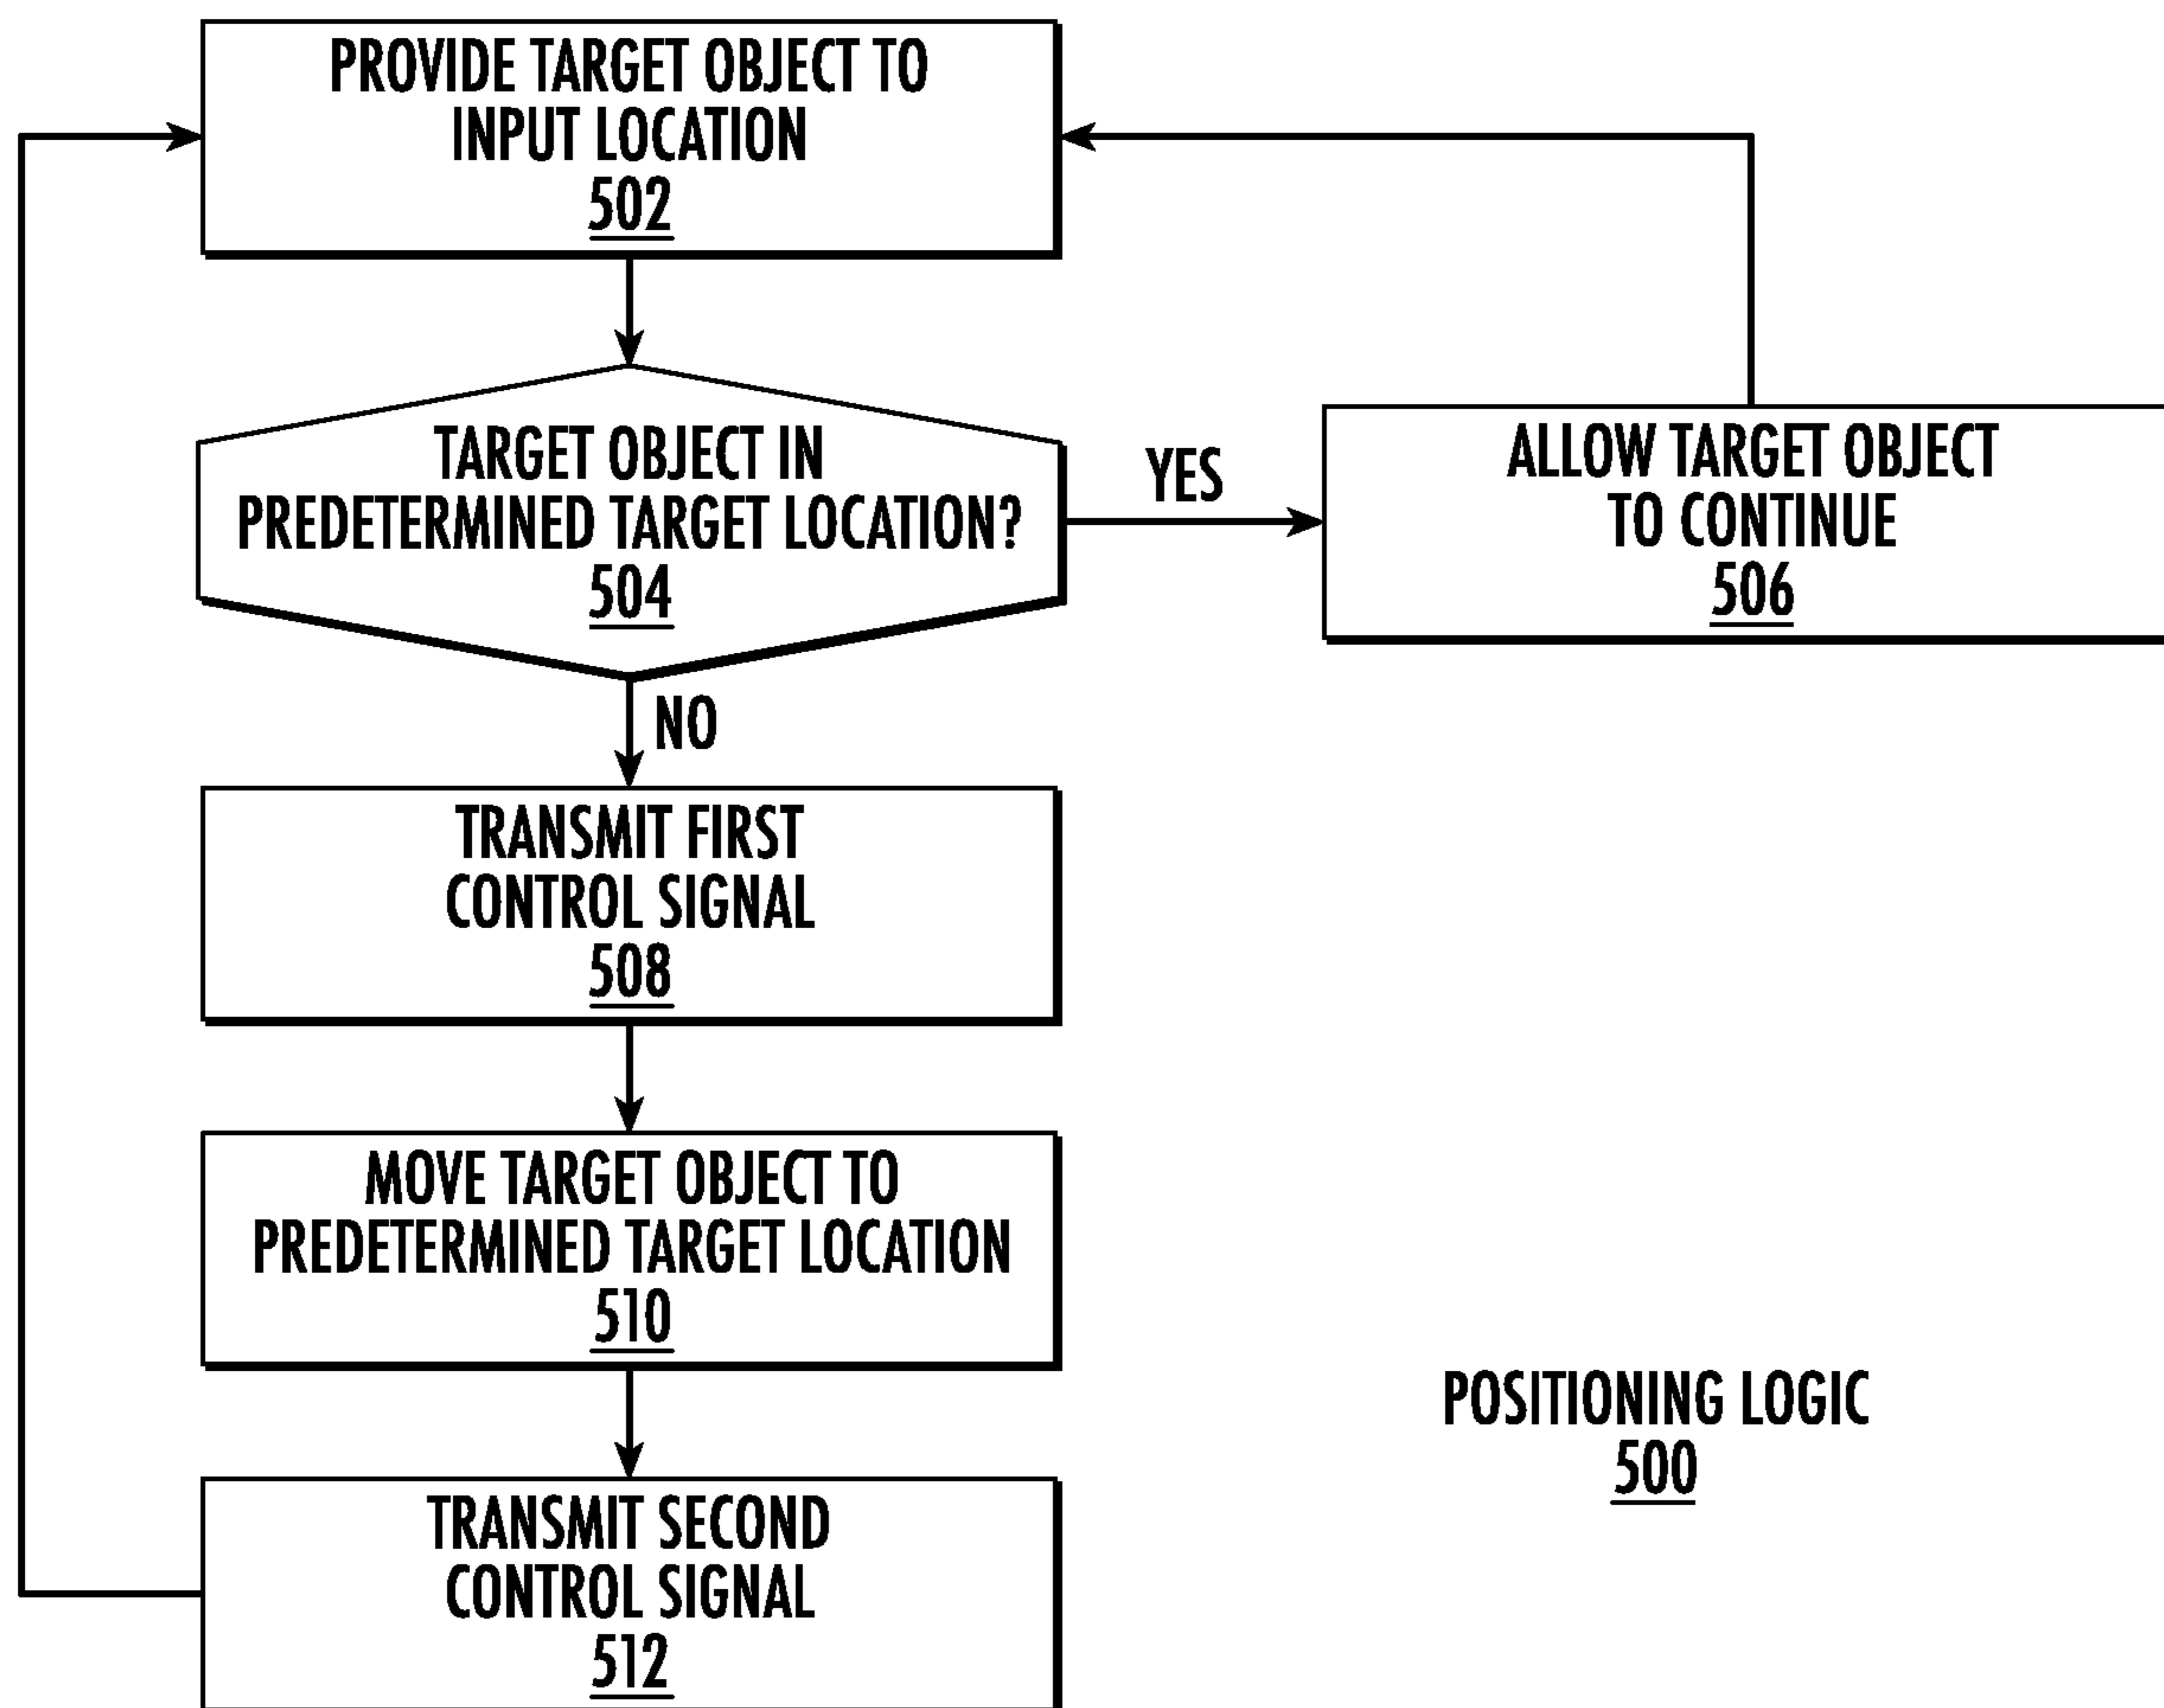 PROVIDE TARGET OBJECT TO
INPUT LOCATION
502
TARGET OBJECT IN
PREDETERMINED TARGET LOCATION?
504
YES
ALLOW TARGET OBJECT
TO CONTINUE
506
NO
TRANSMIT FIRST
CONTROL SIGNAL
508
MOVE TARGET OBJECT TO
PREDETERMINED TARGET LOCATION
510
TRANSMIT SECOND
CONTROL SIGNAL
512
POSITIONING LOGIC
500